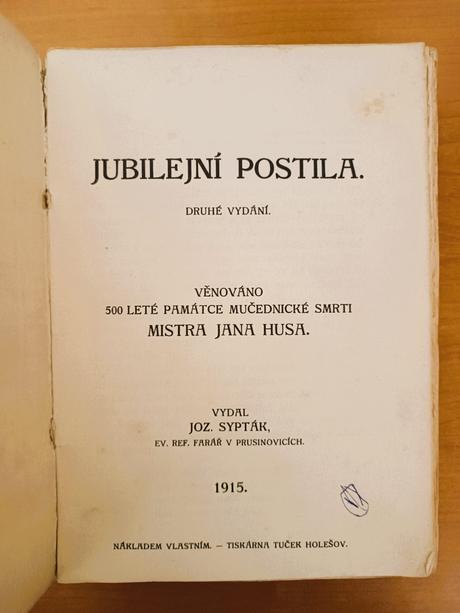 JUBILEJNÍ POSTILA.
DRUHÉ VYDÁNÍ.
VĚNOVÁNO
500 LETÉ PAMÁTCE MUČEDNICKÉ SMRTI
MISTRA JANA HUSA.
VYDAL
JOZ. SYPTÁK,
EV. REF. FARÁŘ V PRUSINOVICÍCH.
1915.
NÁKLADEM VLASTNÍM. — TISKÁRNA TUČEK HOLEŠOV.